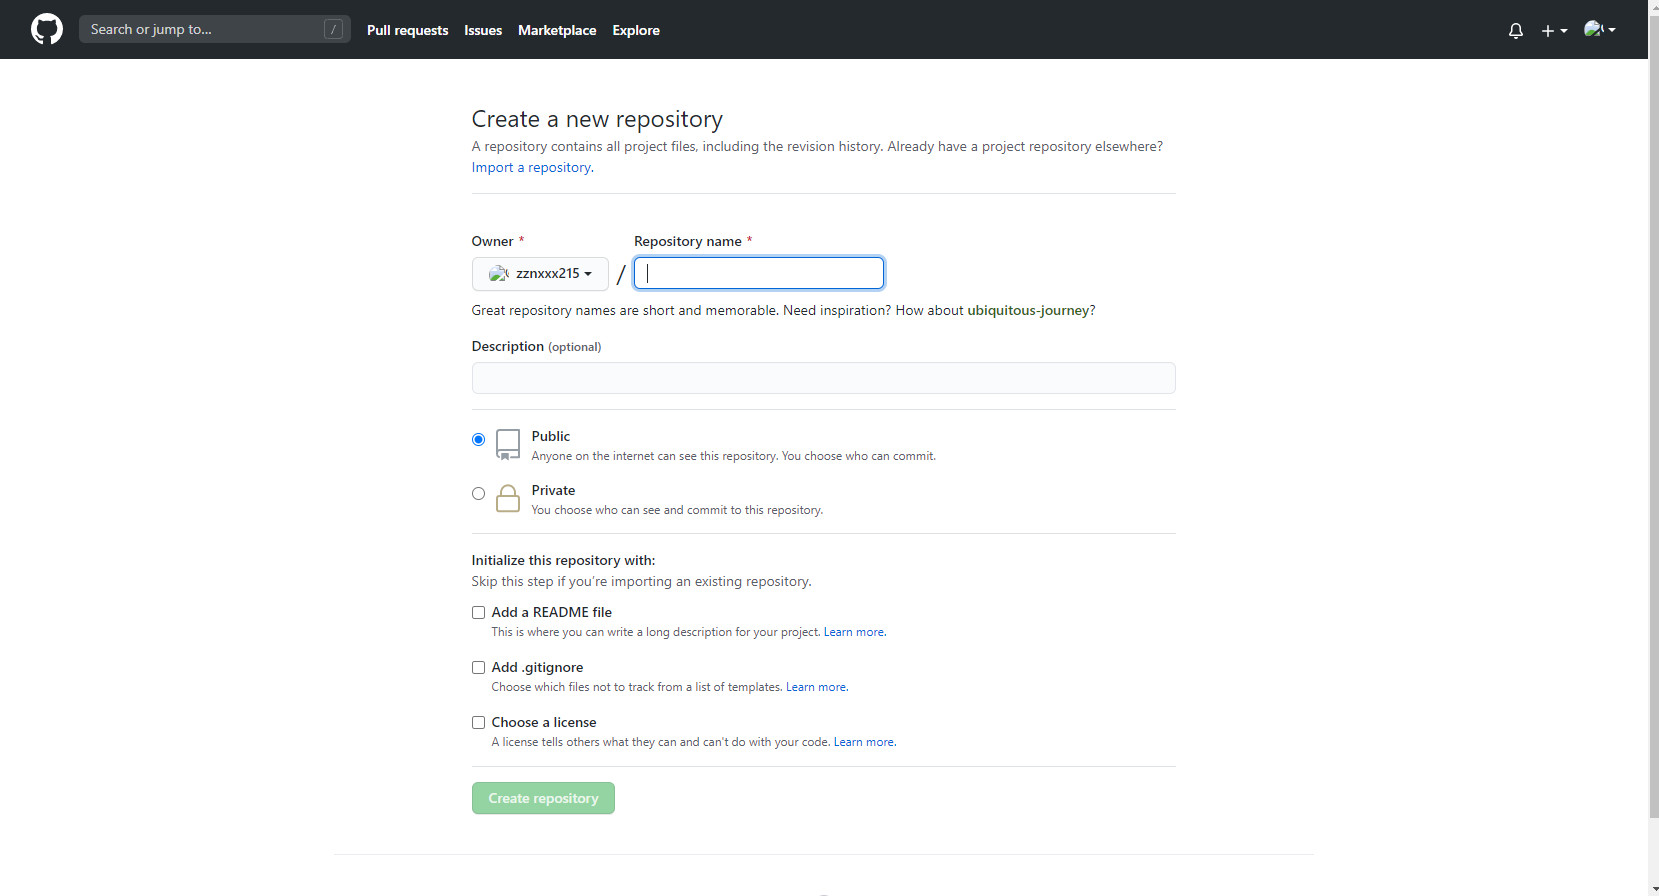 Search or jump to... /
Pull requests Issues Marketplace Explore
Create a new repository
A repository contains all project files, including the revision history. Already have a project repository elsewhere?
Import a repository.
Owner * Repository name *
zznxxx215 /
Great repository names are short and memorable. Need inspiration? How about ubiquitous-journey?
Description (optional)
Public
Anyone on the internet can see this repository. You choose who can commit.
Private
You choose who can see and commit to this repository.
Initialize this repository with:
Skip this step if you're importing an existing repository.
Add a README file
This is where you can write a long description for your project. Learn more.
Add .gitignore
Choose which files not to track from a list of templates. Learn more.
Choose a license
A license tells others what they can and can't do with your code. Learn more.
Create repository